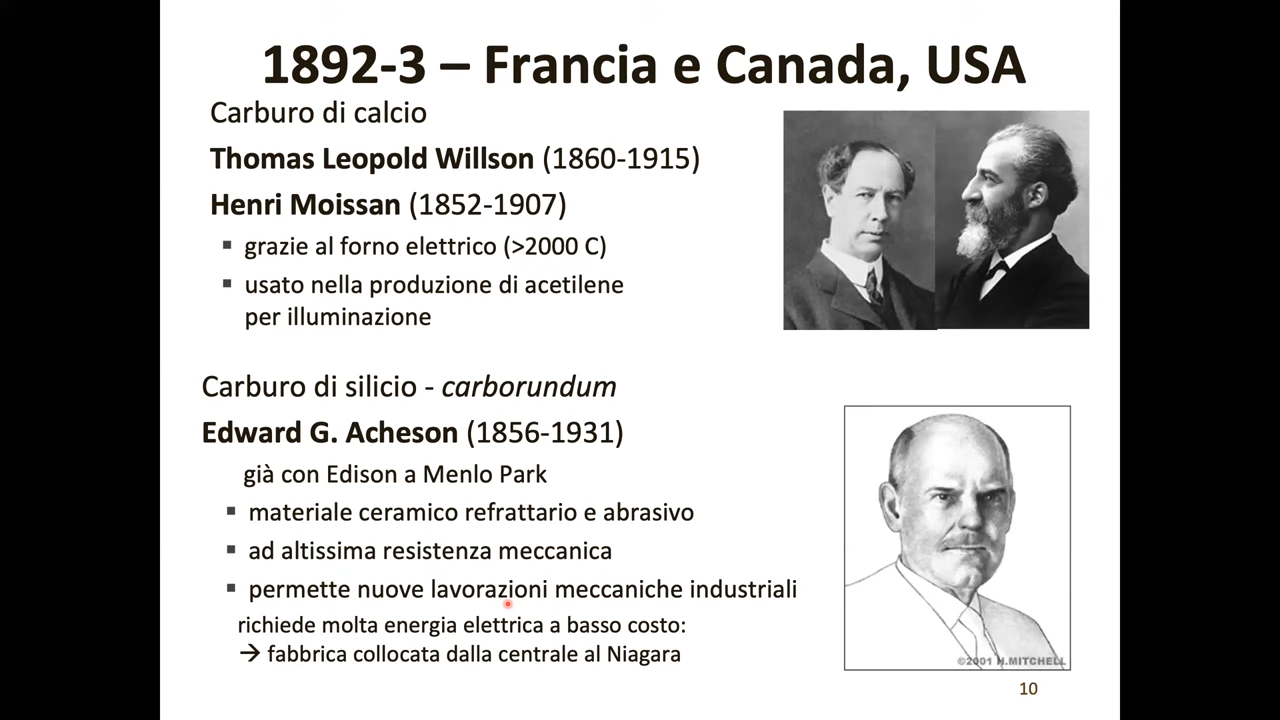 1892-3 – Francia e Canada, USA
Carburo di calcio
Thomas Leopold Willson (1860-1915)
Henri Moissan (1852-1907)
▪ grazie al forno elettrico (>2000 C)
▪ usato nella produzione di acetilene
per illuminazione
Carburo di silicio - carborundum
Edward G. Acheson (1856-1931)
già con Edison a Menlo Park
▪ materiale ceramico refrattario e abrasivo
▪ ad altissima resistenza meccanica
▪ permette nuove lavorazioni meccaniche industriali
richiede molta energia elettrica a basso costo:
→ fabbrica collocata dalla centrale al Niagara
©2001 H.MITCHELL
10